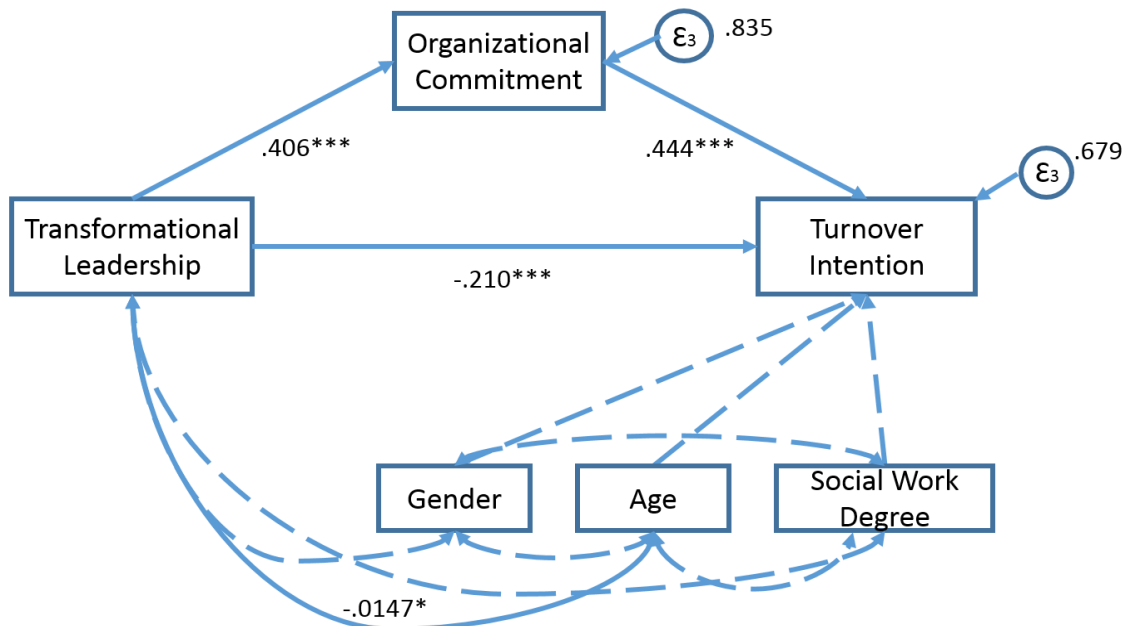 Organizational
Commitment
ε₃
.835
.406***
.444***
ε₃
.679
Transformational
Leadership
Turnover
Intention
-.210***
Gender
Age
Social Work
Degree
-.0147*